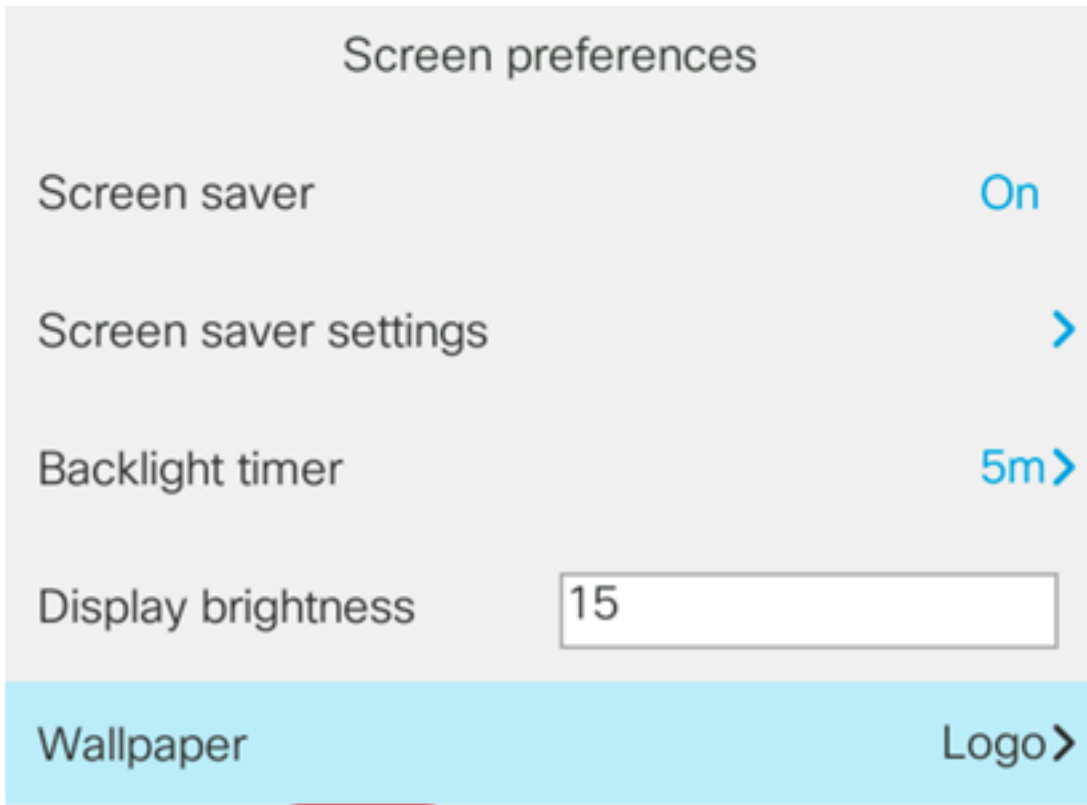 Screen preferences
Screen saver On
Screen saver settings
Backlight timer 5m
Display brightness 15
Wallpaper Logo